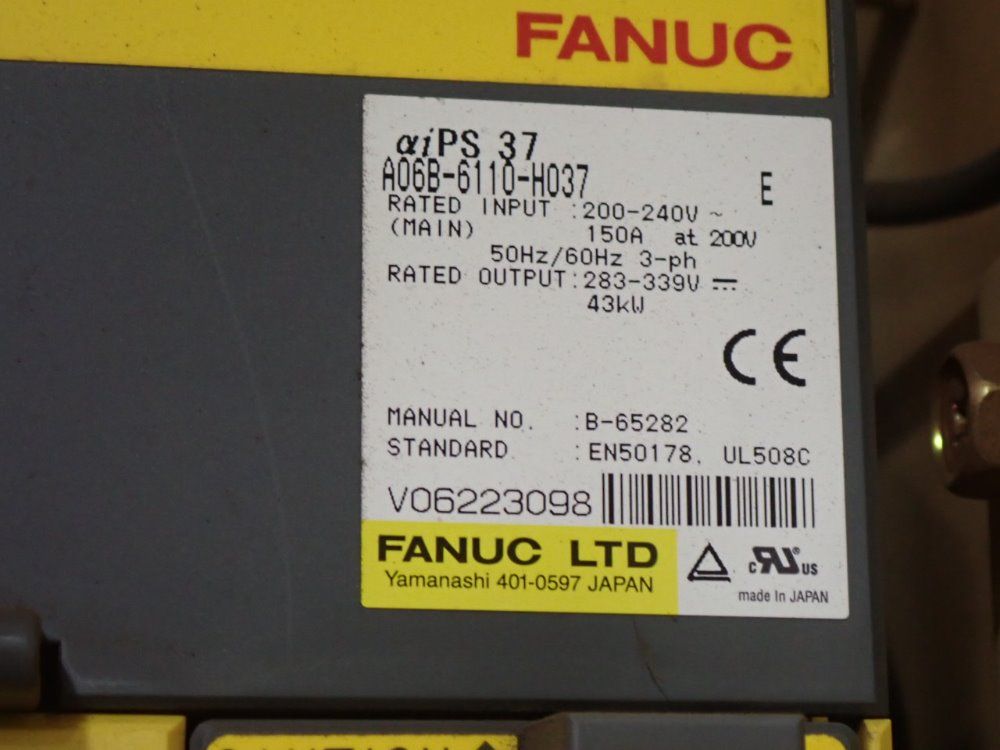 FANUC
αiPS 37
A06B-6110-H037 E
RATED INPUT :200-240V ~
(MAIN) 150A at 200V
50Hz/60Hz 3-ph
RATED OUTPUT:283-339V ⎓
43kW
CE
MANUAL NO. :B-65282
STANDARD :EN50178, UL508C
V06223098
FANUC LTD
Yamanashi 401-0597 JAPAN
c RU® US
made In JAPAN
CAUTION